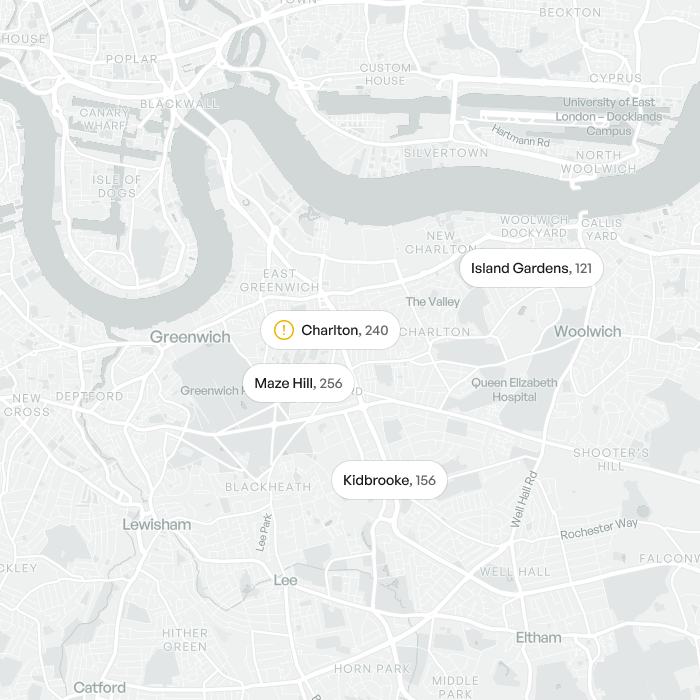 TOWN
BECKTON
HOUSE
POPLAR
CUSTOM
HOUSE
CYPRUS
BLACKWALL
University of East
London – Docklands
Campus
CANARY
WHARF
Hartmann Rd
SILVERTOWN
NORTH
WOOLWICH
ISLE OF
DOGS
WOOLWICH
DOCKYARD
CALLIS
YARD
NEW
CHARLTON
Island Gardens, 121
EAST
GREENWICH
The Valley
Greenwich
Charlton, 240
CHARLTON
Woolwich
Maze Hill, 256
Greenwich
Queen Elizabeth
Hospital
NEW
CROSS
DEPTFORD
SHOOTER'S
HILL
Kidbrooke, 156
BLACKHEATH
Well Hall Rd
Lewisham
Lee Park
Rochester Way
FALCONW
CKLEY
Lee
WELL HALL
HITHER
GREEN
Eltham
HORN PARK
Catford
MIDDLE
PARK